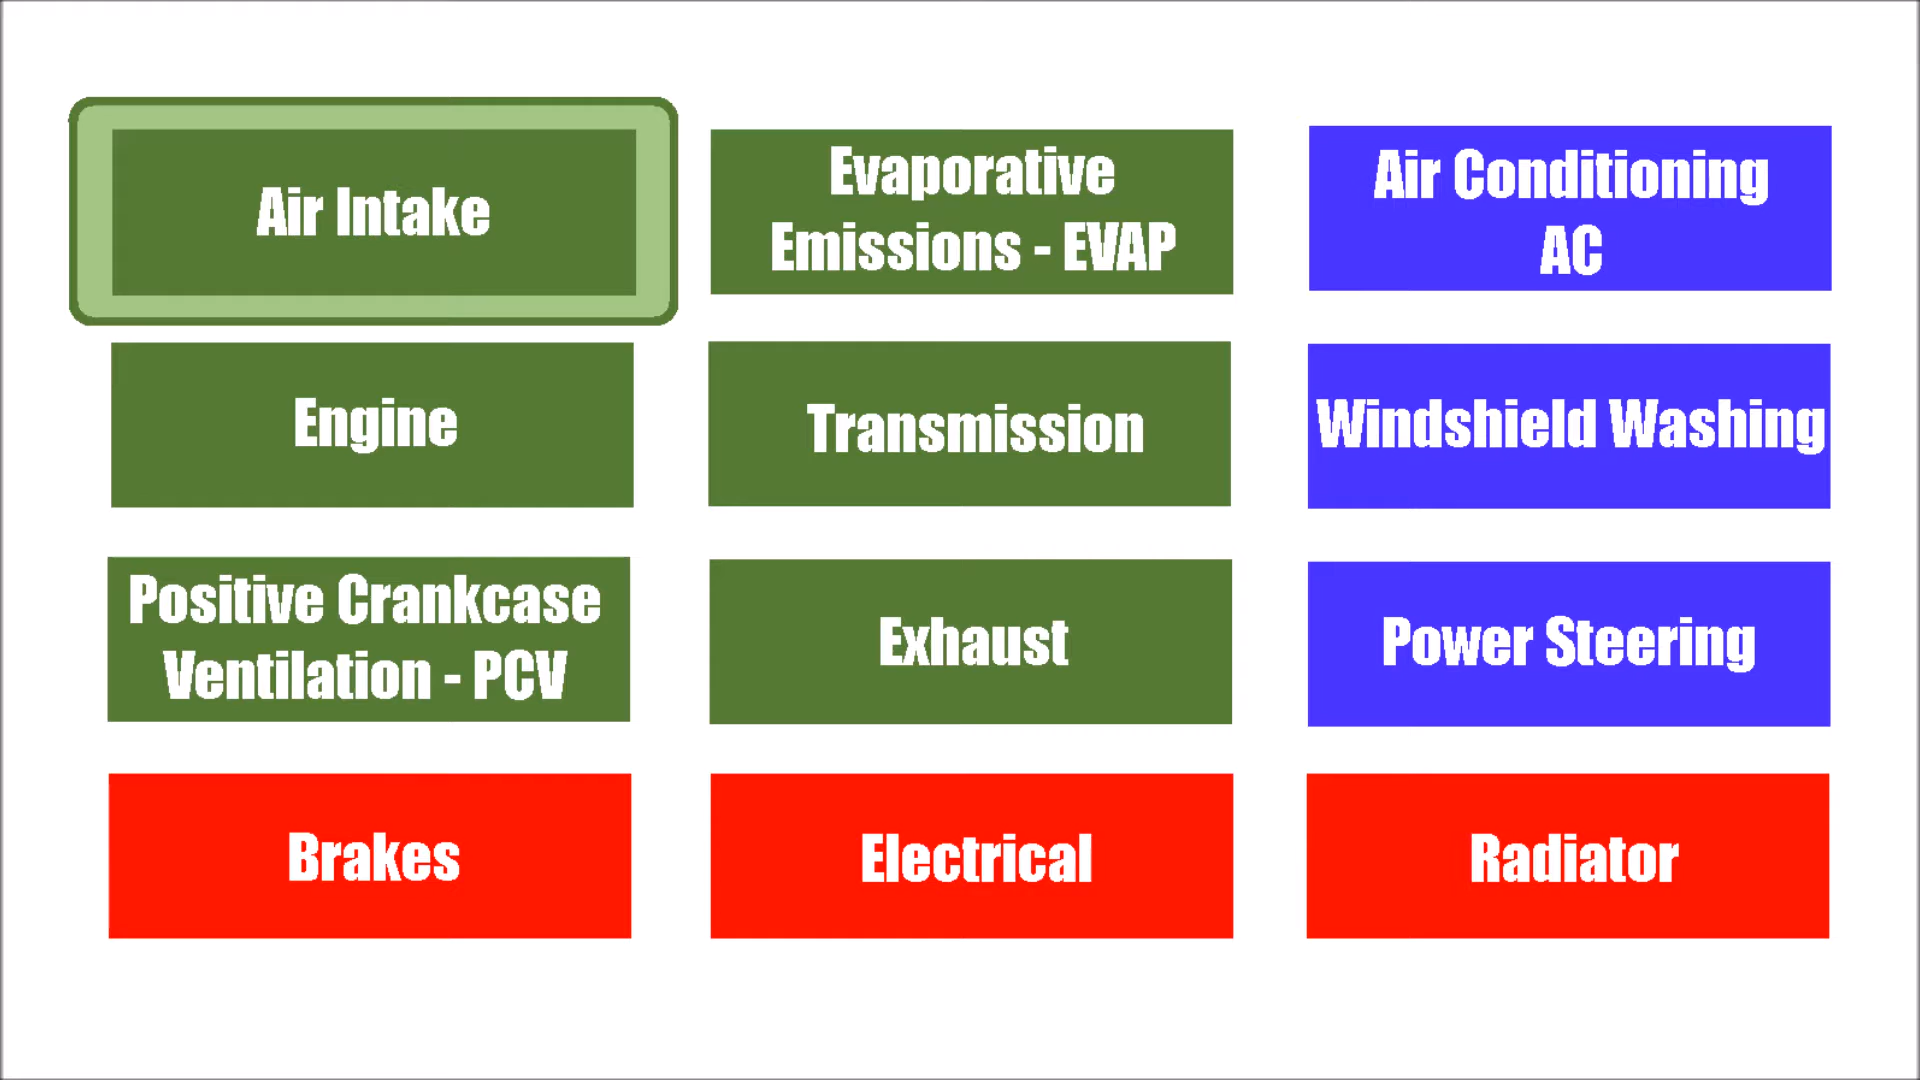 Air Intake
Evaporative
Emissions - EVAP
Air Conditioning
AC
Engine
Transmission
Windshield Washing
Positive Crankcase
Ventilation - PCV
Exhaust
Power Steering
Brakes
Electrical
Radiator